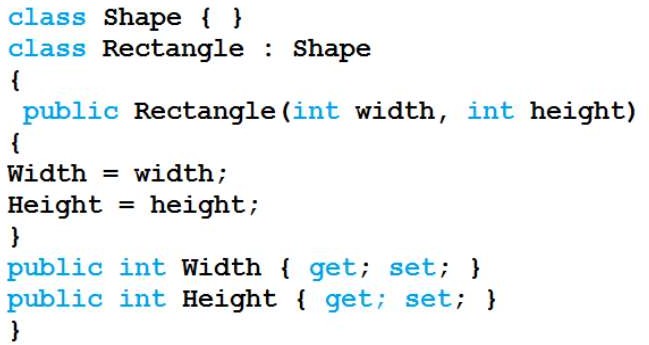 class Shape { }
class Rectangle : Shape
{
public Rectangle(int width, int height)
{
Width = width;
Height = height;
}
public int Width { get; set; }
public int Height { get; set; }
}